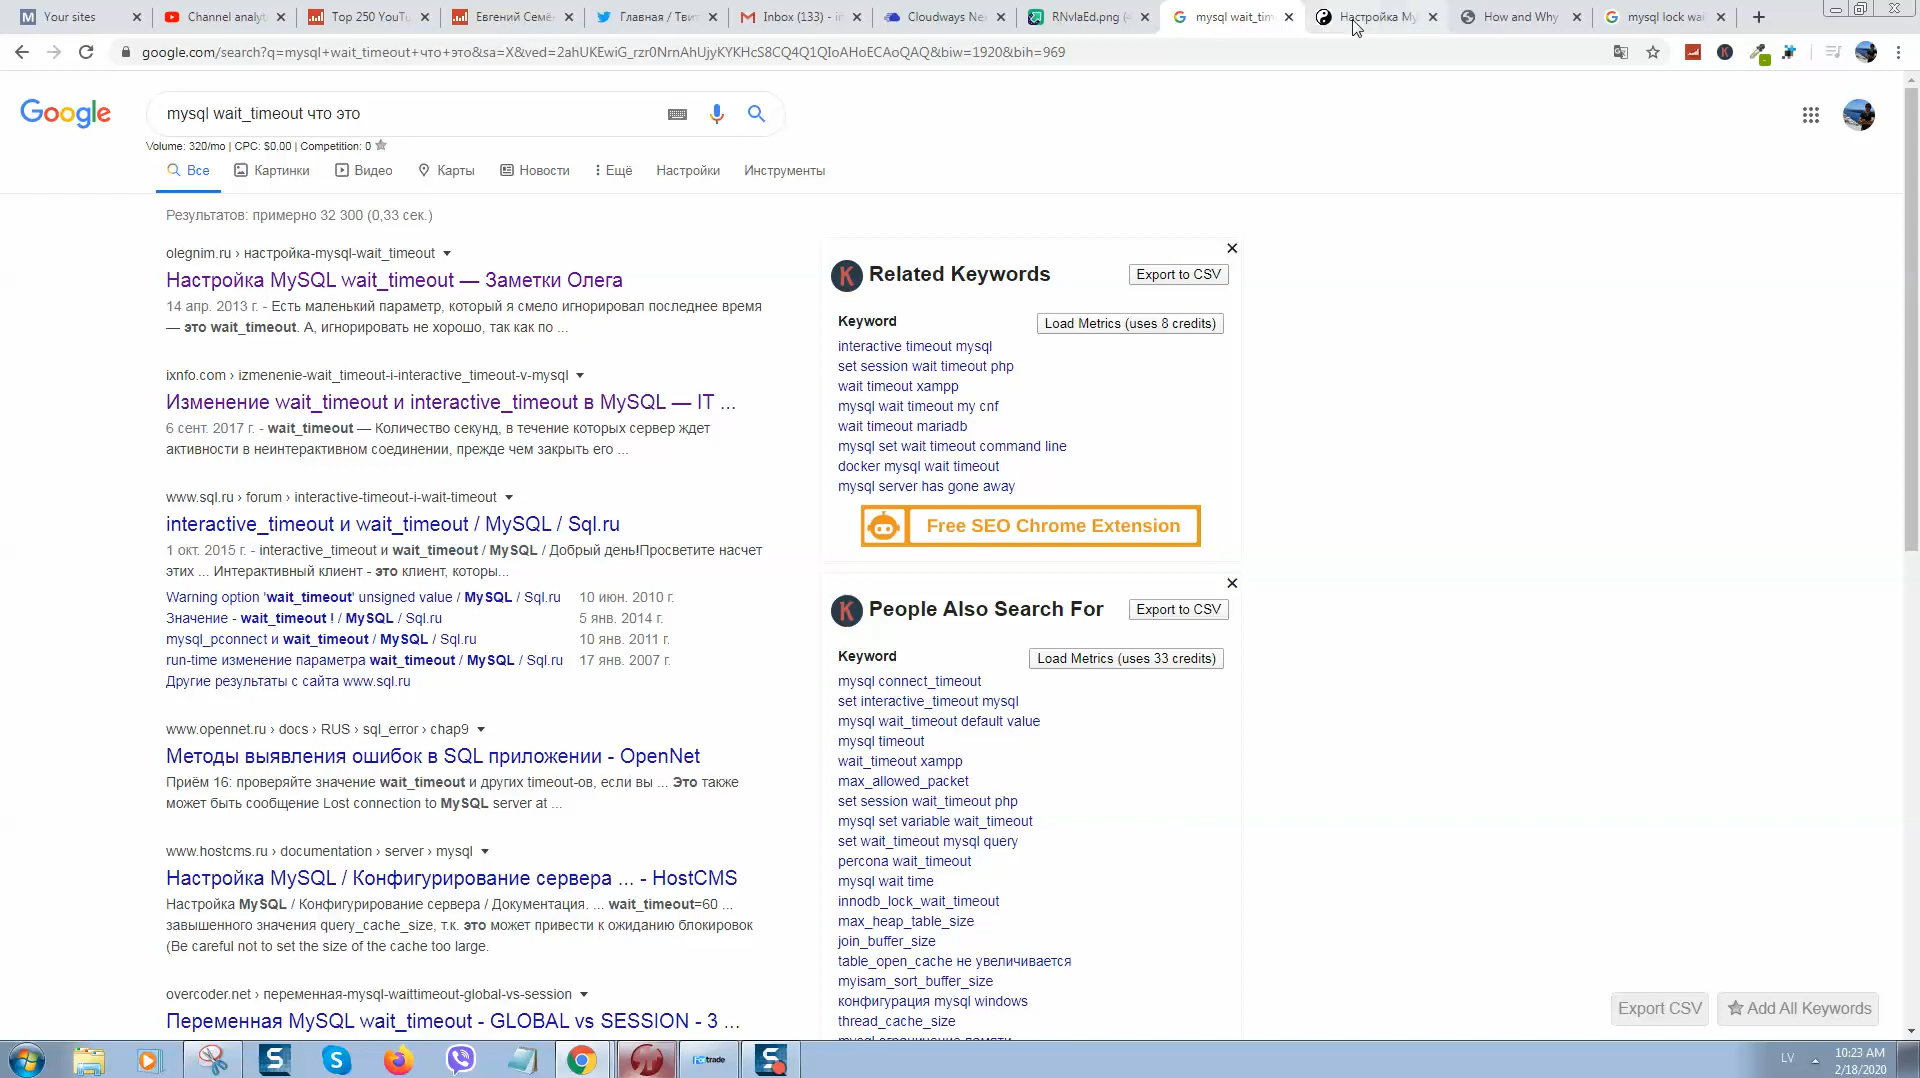 Your sites
Channel analyt
Top 250 YouTu
Евгений Семё
Главная / Тви
Inbox (133) - in
Cloudways Ne
RNvlaEd.png (4
mysql wait_tim
Настройка My
How and Why
mysql lock wai
google.com/search?q=mysql+wait_timeout+что+это&sa=X&ved=2ahUKEwiG_rzr0NrnAhUjyKYKHcS8CQ4Q1QIoAHoECAoQAQ&biw=1920&bih=969
Google
mysql wait_timeout что это
Volume: 320/mo | CPC: $0.00 | Competition: 0
Все
Картинки
Видео
Карты
Новости
Ещё
Настройки
Инструменты
Результатов: примерно 32 300 (0,33 сек.)
olegnim.ru › настройка-mysql-wait_timeout
Настройка MySQL wait_timeout — Заметки Олега
14 апр. 2013 г. - Есть маленький параметр, который я смело игнорировал последнее время
— это wait_timeout. А, игнорировать не хорошо, так как по ...
ixnfo.com › izmenenie-wait_timeout-i-interactive_timeout-v-mysql
Изменение wait_timeout и interactive_timeout в MySQL — IT ...
6 сент. 2017 г. - wait_timeout — Количество секунд, в течение которых сервер ждет
активности в неинтерактивном соединении, прежде чем закрыть его ...
www.sql.ru › forum › interactive-timeout-i-wait-timeout
interactive_timeout и wait_timeout / MySQL / Sql.ru
1 окт. 2015 г. - interactive_timeout и wait_timeout / MySQL / Добрый день!Просветите насчет
этих ... Интерактивный клиент - это клиент, которы...
Warning option 'wait_timeout' unsigned value / MySQL / Sql.ru 10 июн. 2010 г.
Значение - wait_timeout ! / MySQL / Sql.ru 5 янв. 2014 г.
mysql_pconnect и wait_timeout / MySQL / Sql.ru 10 янв. 2011 г.
run-time изменение параметра wait_timeout / MySQL / Sql.ru 17 янв. 2007 г.
Другие результаты с сайта www.sql.ru
www.opennet.ru › docs › RUS › sql_error › chap9
Методы выявления ошибок в SQL приложении - OpenNet
Приём 16: проверяйте значение wait_timeout и других timeout-ов, если вы ... Это также
может быть сообщение Lost connection to MySQL server at ...
www.hostcms.ru › documentation › server › mysql
Настройка MySQL / Конфигурирование сервера ... - HostCMS
Настройка MySQL / Конфигурирование сервера / Документация. ... wait_timeout=60 ...
завышенного значения query_cache_size, т.к. это может привести к ожиданию блокировок
(Be careful not to set the size of the cache too large.
overcoder.net › переменная-mysql-waittimeout-global-vs-session
Переменная MySQL wait_timeout - GLOBAL vs SESSION - 3 ...
K Related Keywords
Export to CSV
Keyword
Load Metrics (uses 8 credits)
interactive timeout mysql
set session wait timeout php
wait timeout xampp
mysql wait timeout my cnf
wait timeout mariadb
mysql set wait timeout command line
docker mysql wait timeout
mysql server has gone away
Free SEO Chrome Extension
K People Also Search For
Export to CSV
Keyword
Load Metrics (uses 33 credits)
mysql connect_timeout
set interactive_timeout mysql
mysql wait_timeout default value
mysql timeout
wait_timeout xampp
max_allowed_packet
set session wait_timeout php
mysql set variable wait_timeout
set wait_timeout mysql query
percona wait_timeout
mysql wait time
innodb_lock_wait_timeout
max_heap_table_size
join_buffer_size
table_open_cache не увеличивается
myisam_sort_buffer_size
конфигурация mysql windows
thread_cache_size
mysql ограничение памяти
Export CSV
Add All Keywords
LV
10:23 AM
2/18/2020